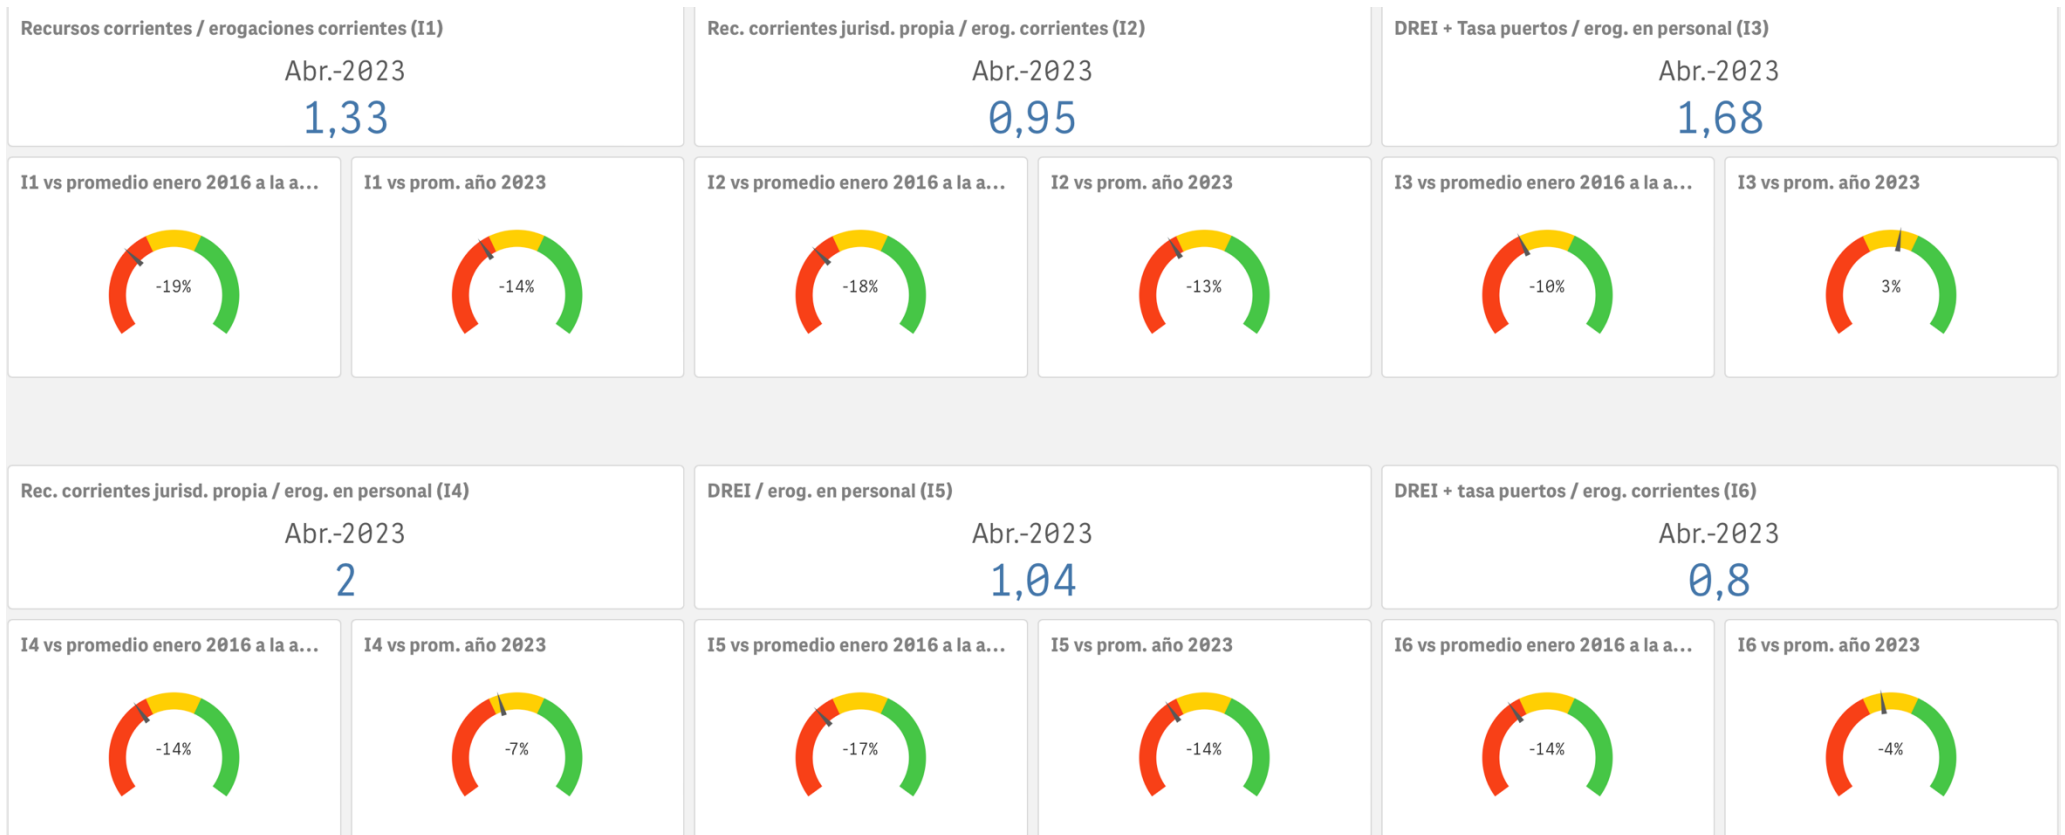 Recursos corrientes / erogaciones corrientes (I1)
Abr.-2023
1,33
Rec. corrientes jurisd. propia / erog. corrientes (I2)
Abr.-2023
0,95
DREI + Tasa puertos / erog. en personal (I3)
Abr.-2023
1,68
I1 vs promedio enero 2016 a la a...
-19%
I1 vs prom. año 2023
-14%
I2 vs promedio enero 2016 a la a...
-18%
I2 vs prom. año 2023
-13%
I3 vs promedio enero 2016 a la a...
-10%
I3 vs prom. año 2023
3%
Rec. corrientes jurisd. propia / erog. en personal (I4)
Abr.-2023
2
DREI / erog. en personal (I5)
Abr.-2023
1,04
DREI + tasa puertos / erog. corrientes (I6)
Abr.-2023
0,8
I4 vs promedio enero 2016 a la a...
-14%
I4 vs prom. año 2023
-7%
I5 vs promedio enero 2016 a la a...
-17%
I5 vs prom. año 2023
-14%
I6 vs promedio enero 2016 a la a...
-14%
I6 vs prom. año 2023
-4%